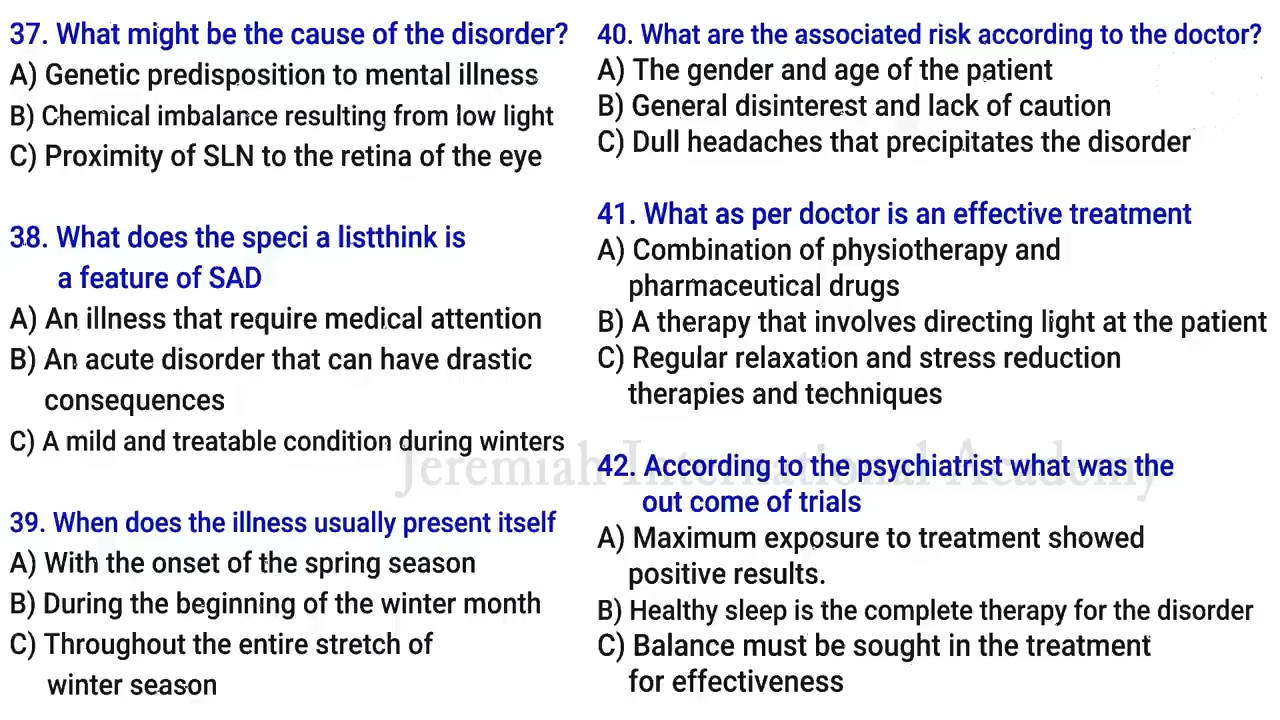 37. What might be the cause of the disorder?
A) Genetic predisposition to mental illness
B) Chemical imbalance resulting from low light
C) Proximity of SLN to the retina of the eye
38. What does the speci a listthink is
a feature of SAD
A) An illness that require medical attention
B) An acute disorder that can have drastic
consequences
C) A mild and treatable condition during winters
39. When does the illness usually present itself
A) With the onset of the spring season
B) During the beginning of the winter month
C) Throughout the entire stretch of
winter season
40. What are the associated risk according to the doctor?
A) The gender and age of the patient
B) General disinterest and lack of caution
C) Dull headaches that precipitates the disorder
41. What as per doctor is an effective treatment
A) Combination of physiotherapy and
pharmaceutical drugs
B) A therapy that involves directing light at the patient
C) Regular relaxation and stress reduction
therapies and techniques
42. According to the psychiatrist what was the
out come of trials
A) Maximum exposure to treatment showed
positive results.
B) Healthy sleep is the complete therapy for the disorder
C) Balance must be sought in the treatment
for effectiveness
Jeremiah International Academy